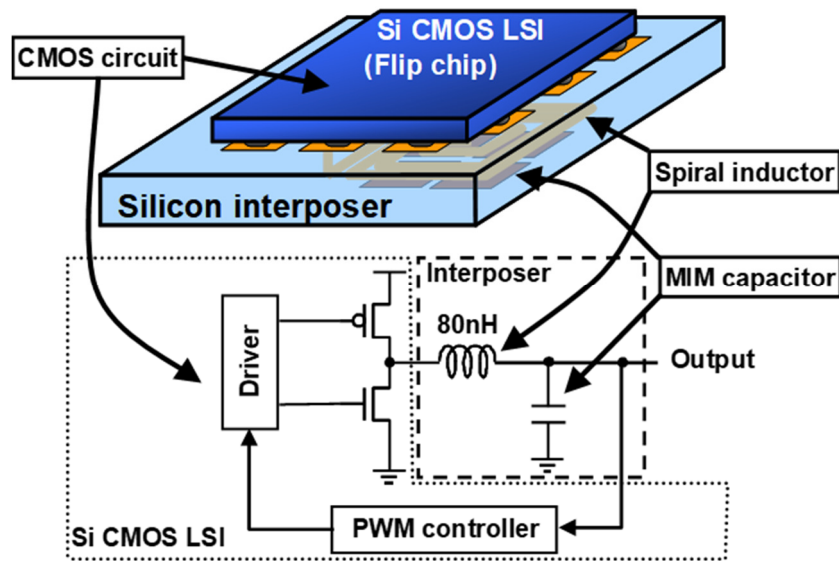 Si CMOS LSI
(Flip chip)
CMOS circuit
Spiral inductor
Silicon interposer
MIM capacitor
Interposer
80nH
Output
Driver
PWM controller
Si CMOS LSI